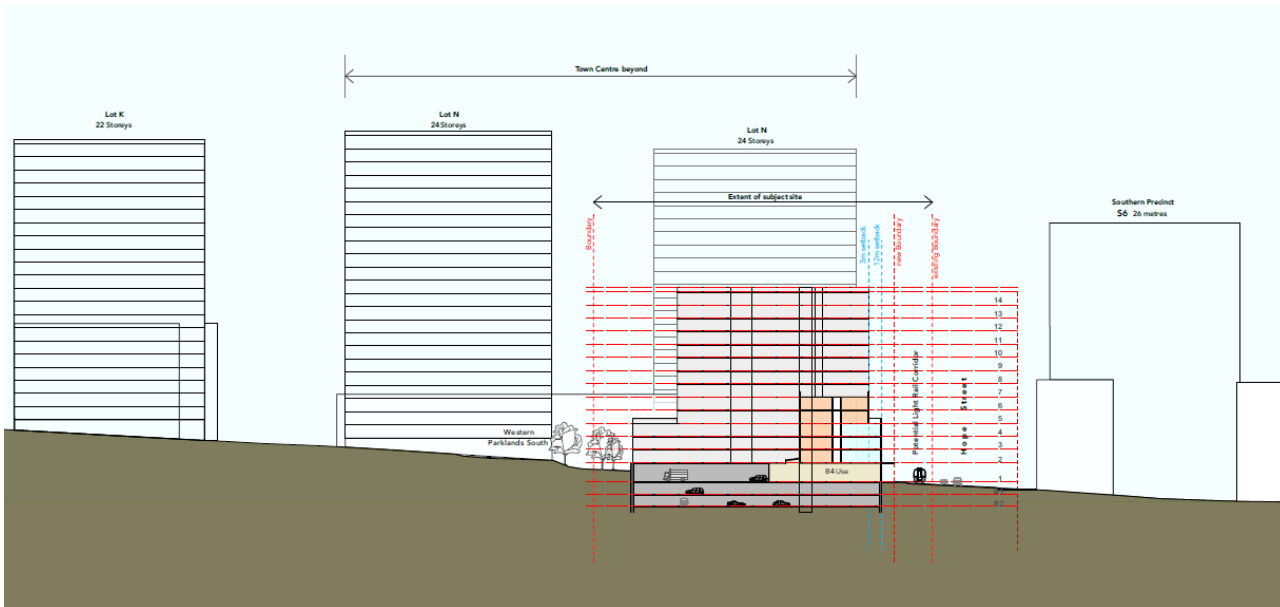 Town Centre beyond
Lot K
22 Storeys
Lot N
24 Storeys
Lot N
24 Storeys
Extent of subject site
Southern Precinct
S6 26 metres
Boundary
3m setback
12m setback
new Boundary
existing Boundary
14
13
12
11
10
9
8
7
6
5
4
3
2
1
Potential Light Rail Corridor
Hope Street
Western
Parklands South
B4 Use